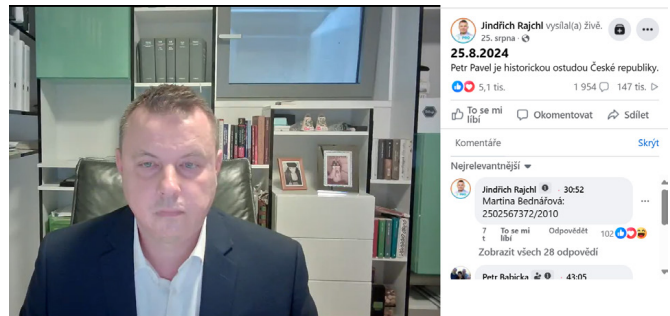 Jindřich Rajchl vysílal(a) živě.
25. srpna ·
25.8.2024
Petr Pavel je historickou ostudou České republiky.
5,1 tis.
1 954
147 tis.
To se mi líbí
Okomentovat
Sdílet
Komentáře
Skrýt
Nejrelevantnější
Jindřich Rajchl · 30:52
Martina Bednářová:
2502567372/2010
7 t
To se mi líbí
Odpovědět
102
Zobrazit všech 28 odpovědí
Petr Babička · 43:05